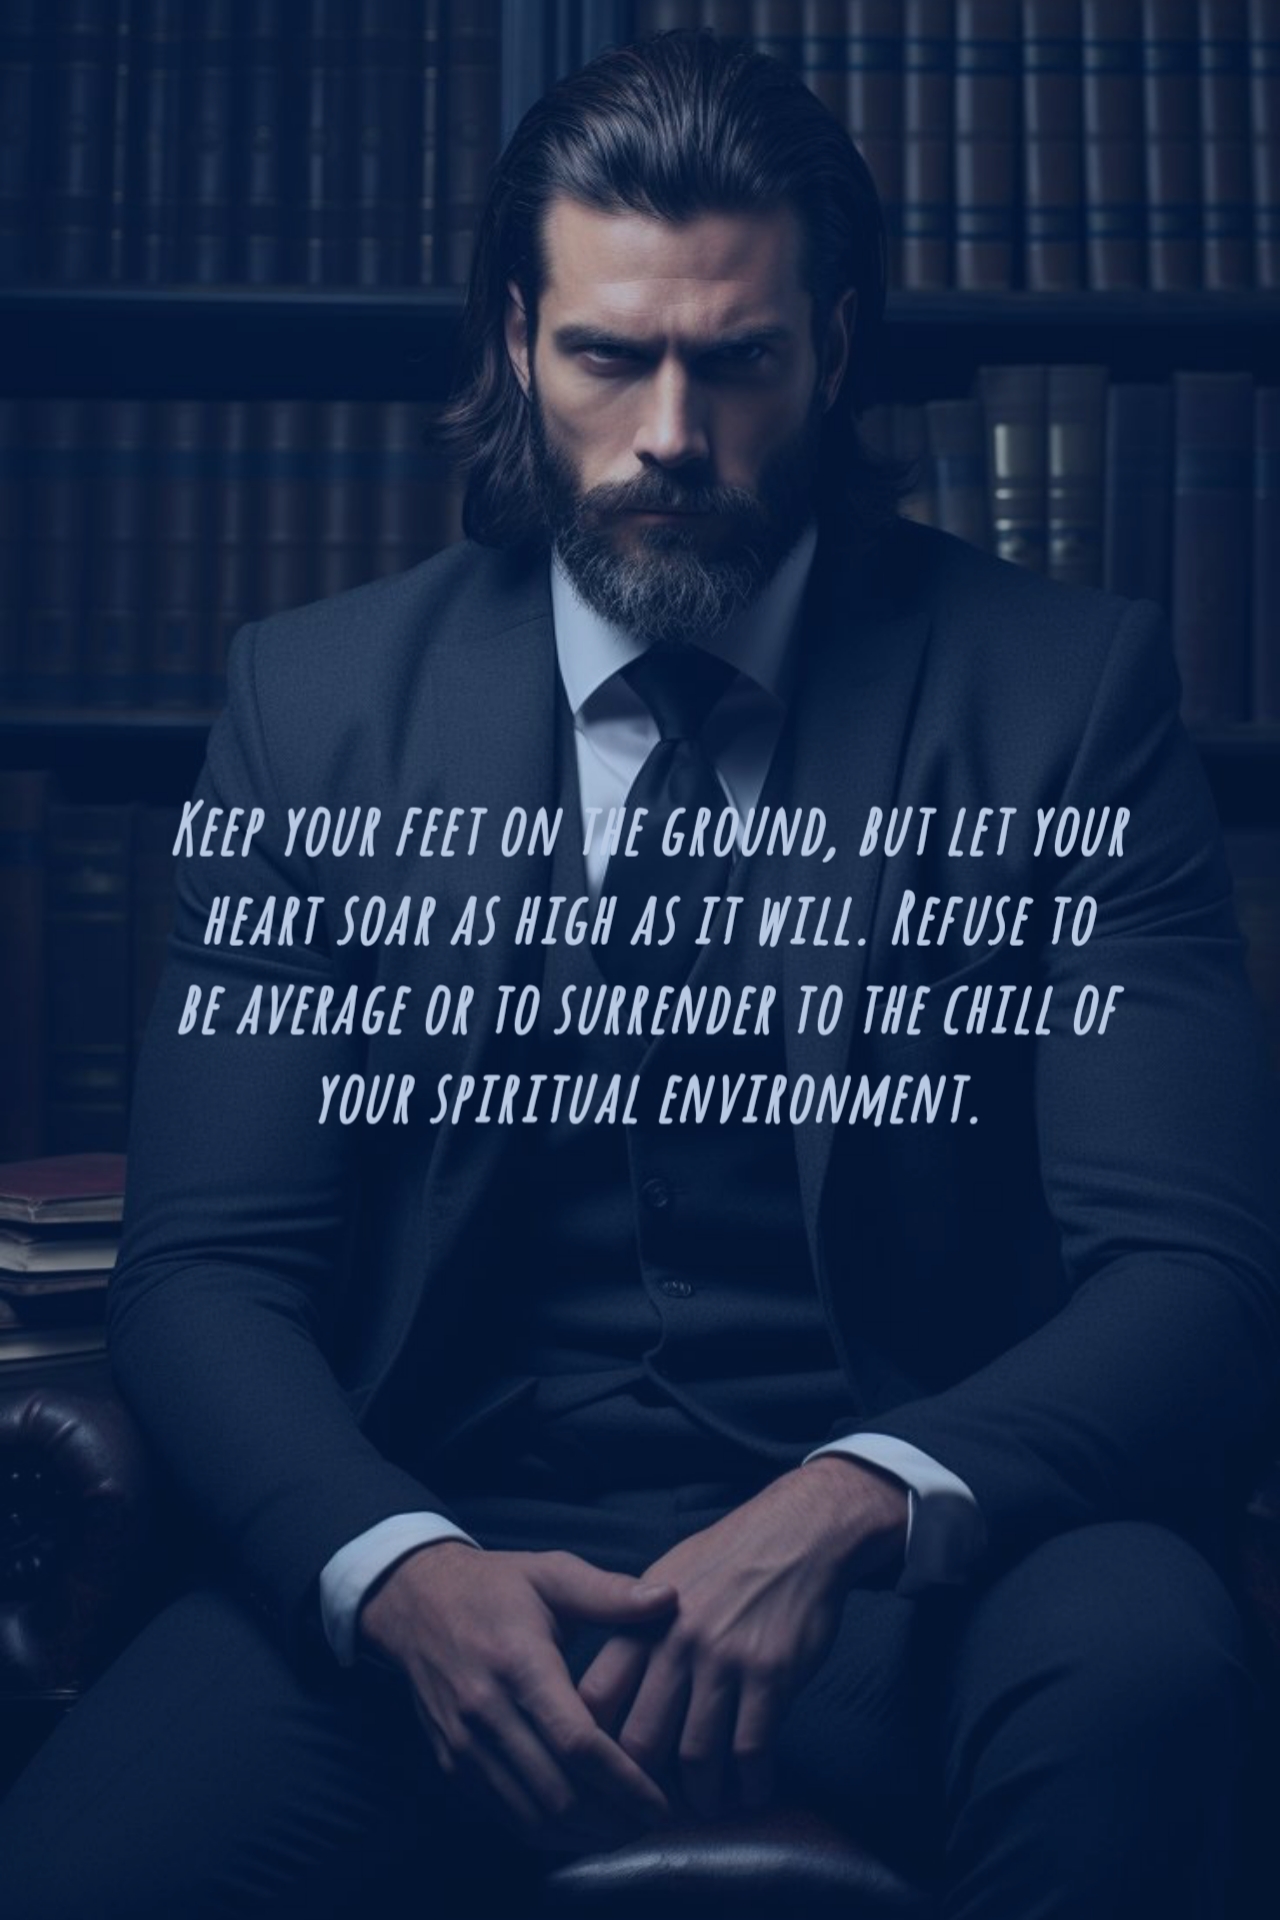 Keep your feet on the ground, but let your
heart soar as high as it will. Refuse to
be average or to surrender to the chill of
your spiritual environment.